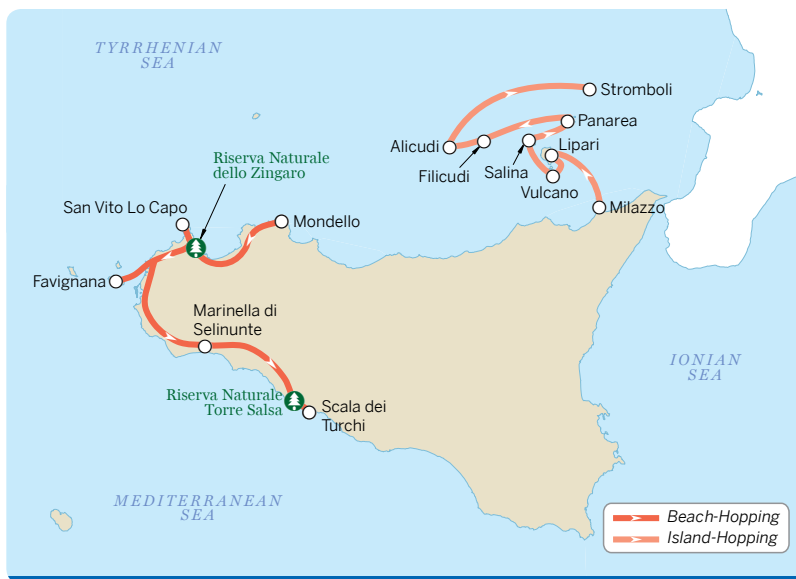 TYRRHENIAN
SEA
Stromboli
Panarea
Alicudi
Lipari
Filicudi
Salina
Vulcano
Riserva Naturale
dello Zingaro
San Vito Lo Capo
Mondello
Milazzo
Favignana
Marinella di
Selinunte
IONIAN
SEA
Riserva Naturale
Torre Salsa
Scala dei
Turchi
MEDITERRANEAN
SEA
Beach-Hopping
Island-Hopping